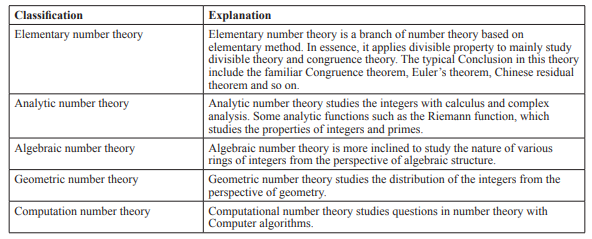 Classification Explanation
Elementary number theory Elementary number theory is a branch of number theory based on
elementary method. In essence, it applies divisible property to mainly study
divisible theory and congruence theory. The typical Conclusion in this theory
include the familiar Congruence theorem, Euler's theorem, Chinese residual
theorem and so on.
Analytic number theory Analytic number theory studies the integers with calculus and complex
analysis. Some analytic functions such as the Riemann function, which
studies the properties of integers and primes.
Algebraic number theory Algebraic number theory is more inclined to study the nature of various
rings of integers from the perspective of algebraic structure.
Geometric number theory Geometric number theory studies the distribution of the integers from the
perspective of geometry.
Computation number theory Computational number theory studies questions in number theory with
Computer algorithms.